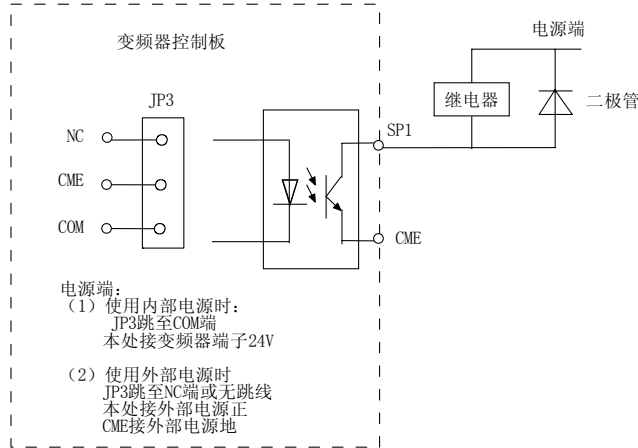 变频器控制板
电源端
JP3
继电器
二极管
NC
SP1
CME
COM
CME
电源端：
（1）使用内部电源时：
JP3跳至COM端
本处接变频器端子24V
（2）使用外部电源时
JP3跳至NC端或无跳线
本处接外部电源正
CME接外部电源地